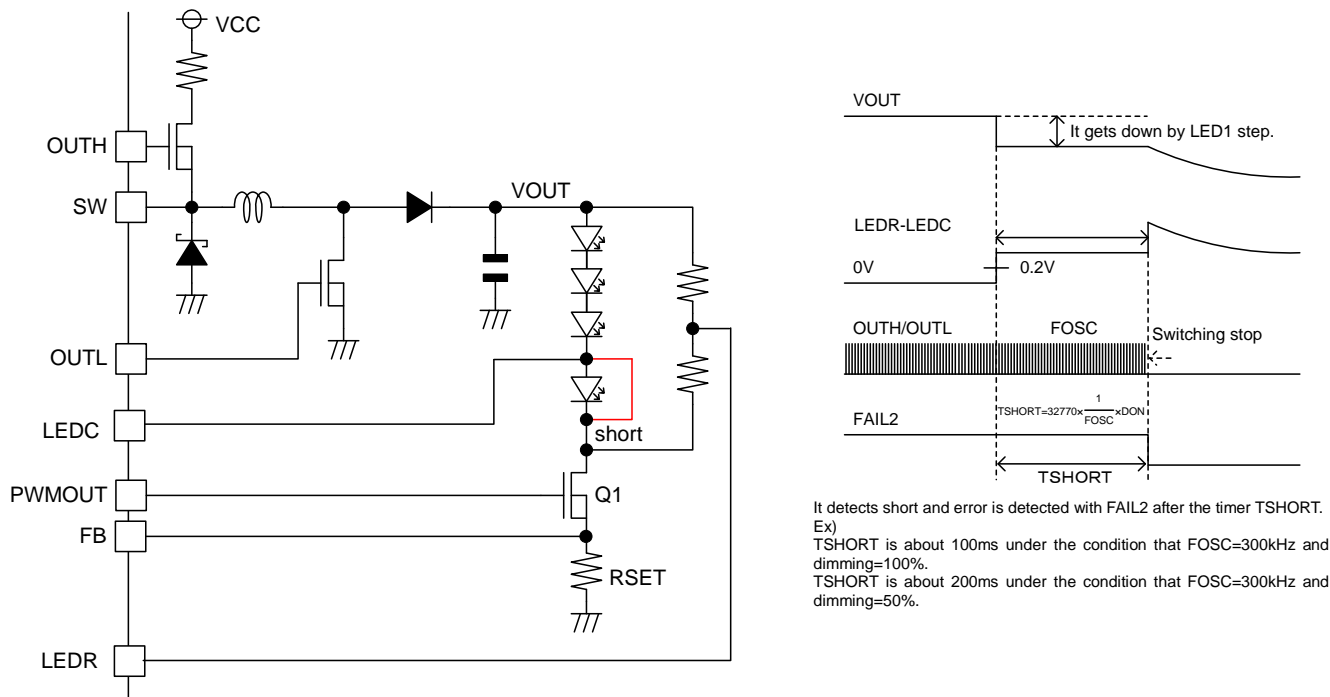 VCC
OUTH
SW
VOUT
OUTL
LEDC
short
PWMOUT
Q1
FB
RSET
LEDR
VOUT
It gets down by LED1 step.
LEDR-LEDC
0V
0.2V
OUTH/OUTL
FOSC
Switching stop
TSHORT=32770×1/FOSC×DON
FAIL2
TSHORT
It detects short and error is detected with FAIL2 after the timer TSHORT.
Ex)
TSHORT is about 100ms under the condition that FOSC=300kHz and
dimming=100%.
TSHORT is about 200ms under the condition that FOSC=300kHz and
dimming=50%.